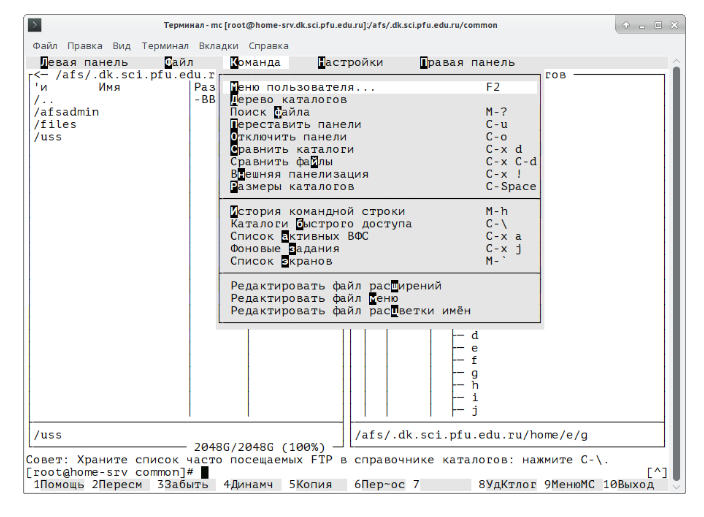 Терминал - mc [root@home-srv.dk.sci.pfu.edu.ru]:/afs/.dk.sci.pfu.edu.ru/common
Файл Правка Вид Терминал Вкладки Справка
Левая панель Файл Команда Настройки Правая панель
<− /afs/.dk.sci.pfu.edu.r
гов
'и Имя Раз
/.. -ВВ
/afsadmin
/files
/uss
Меню пользователя... F2
Дерево каталогов
Поиск файла M-?
Переставить панели C-u
Отключить панели C-o
Сравнить каталоги C-x d
Сравнить файлы C-x C-d
Внешняя панелизация C-x !
Размеры каталогов C-Space
История командной строки M-h
Каталоги быстрого доступа C-\
Список активных ВФС C-x a
Фоновые задания C-x j
Список экранов M-`
Редактировать файл расширений
Редактировать файл меню
Редактировать файл расцветки имён
d
e
f
g
h
i
j
/uss
/afs/.dk.sci.pfu.edu.ru/home/e/g
2048G/2048G (100%)
Совет: Храните список часто посещаемых FTP в справочнике каталогов: нажмите C-\.
[root@home-srv common]# [^]
1Помощь 2Пересм 3Забыть 4Динамч 5Копия 6Пер~ос 7 8УдКтлог 9МенюMC 10Выход